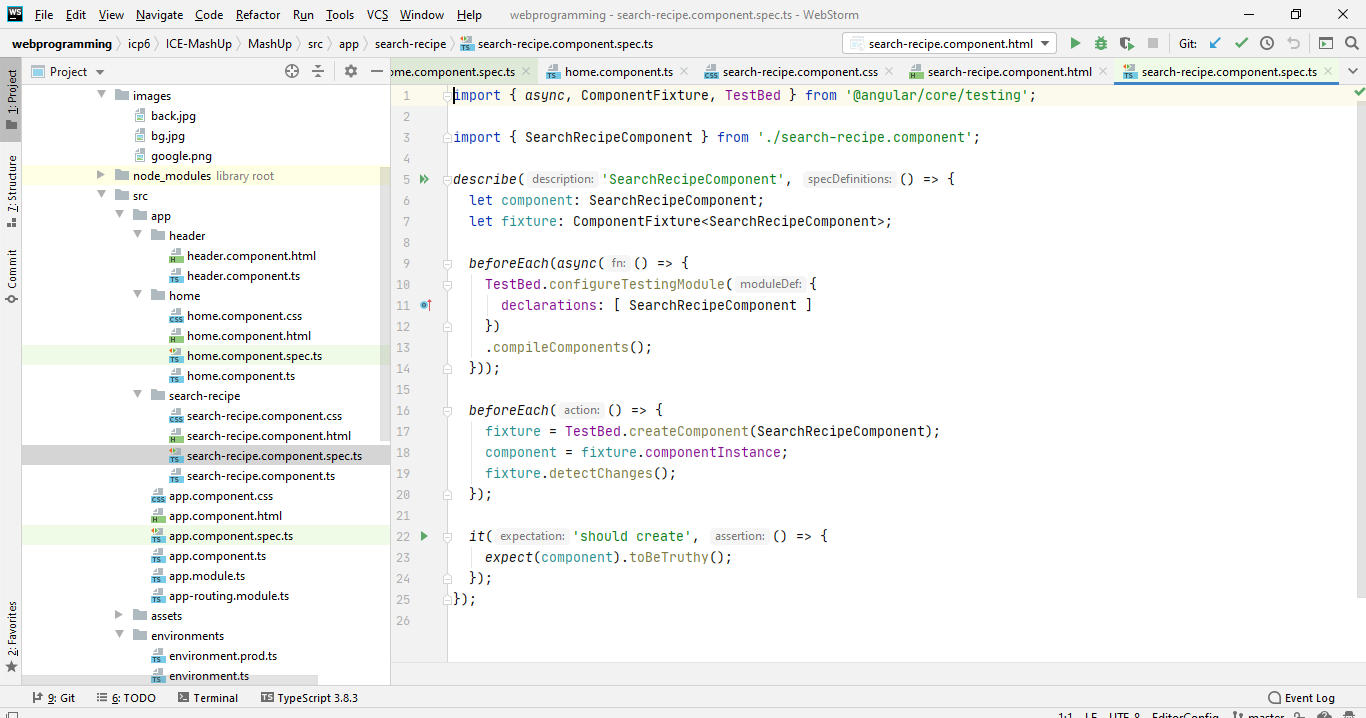 WS File Edit View Navigate Code Refactor Run Tools VCS Window Help webprogramming - search-recipe.component.spec.ts - WebStorm
webprogramming icp6 ICE-MashUp MashUp src app search-recipe search-recipe.component.spec.ts search-recipe.component.html Git:
Project
ome.component.spec.ts home.component.ts search-recipe.component.css search-recipe.component.html search-recipe.component.spec.ts
1: Project
7: Structure
Commit
2: Favorites
images
back.jpg
bg.jpg
google.png
node_modules library root
src
app
header
header.component.html
header.component.ts
home
home.component.css
home.component.html
home.component.spec.ts
home.component.ts
search-recipe
search-recipe.component.css
search-recipe.component.html
search-recipe.component.spec.ts
search-recipe.component.ts
app.component.css
app.component.html
app.component.spec.ts
app.component.ts
app.module.ts
app-routing.module.ts
assets
environments
environment.prod.ts
environment.ts
1 import { async, ComponentFixture, TestBed } from '@angular/core/testing';
2
3 import { SearchRecipeComponent } from './search-recipe.component';
4
5 describe( description: 'SearchRecipeComponent', specDefinitions: () => {
6 let component: SearchRecipeComponent;
7 let fixture: ComponentFixture<SearchRecipeComponent>;
8
9 beforeEach(async( fn: () => {
10 TestBed.configureTestingModule( moduleDef: {
11 declarations: [ SearchRecipeComponent ]
12 })
13 .compileComponents();
14 }));
15
16 beforeEach( action: () => {
17 fixture = TestBed.createComponent(SearchRecipeComponent);
18 component = fixture.componentInstance;
19 fixture.detectChanges();
20 });
21
22 it( expectation: 'should create', assertion: () => {
23 expect(component).toBeTruthy();
24 });
25 });
26
9: Git 6: TODO Terminal TypeScript 3.8.3 Event Log
1:1 LF UTF-8 EditorConfig master